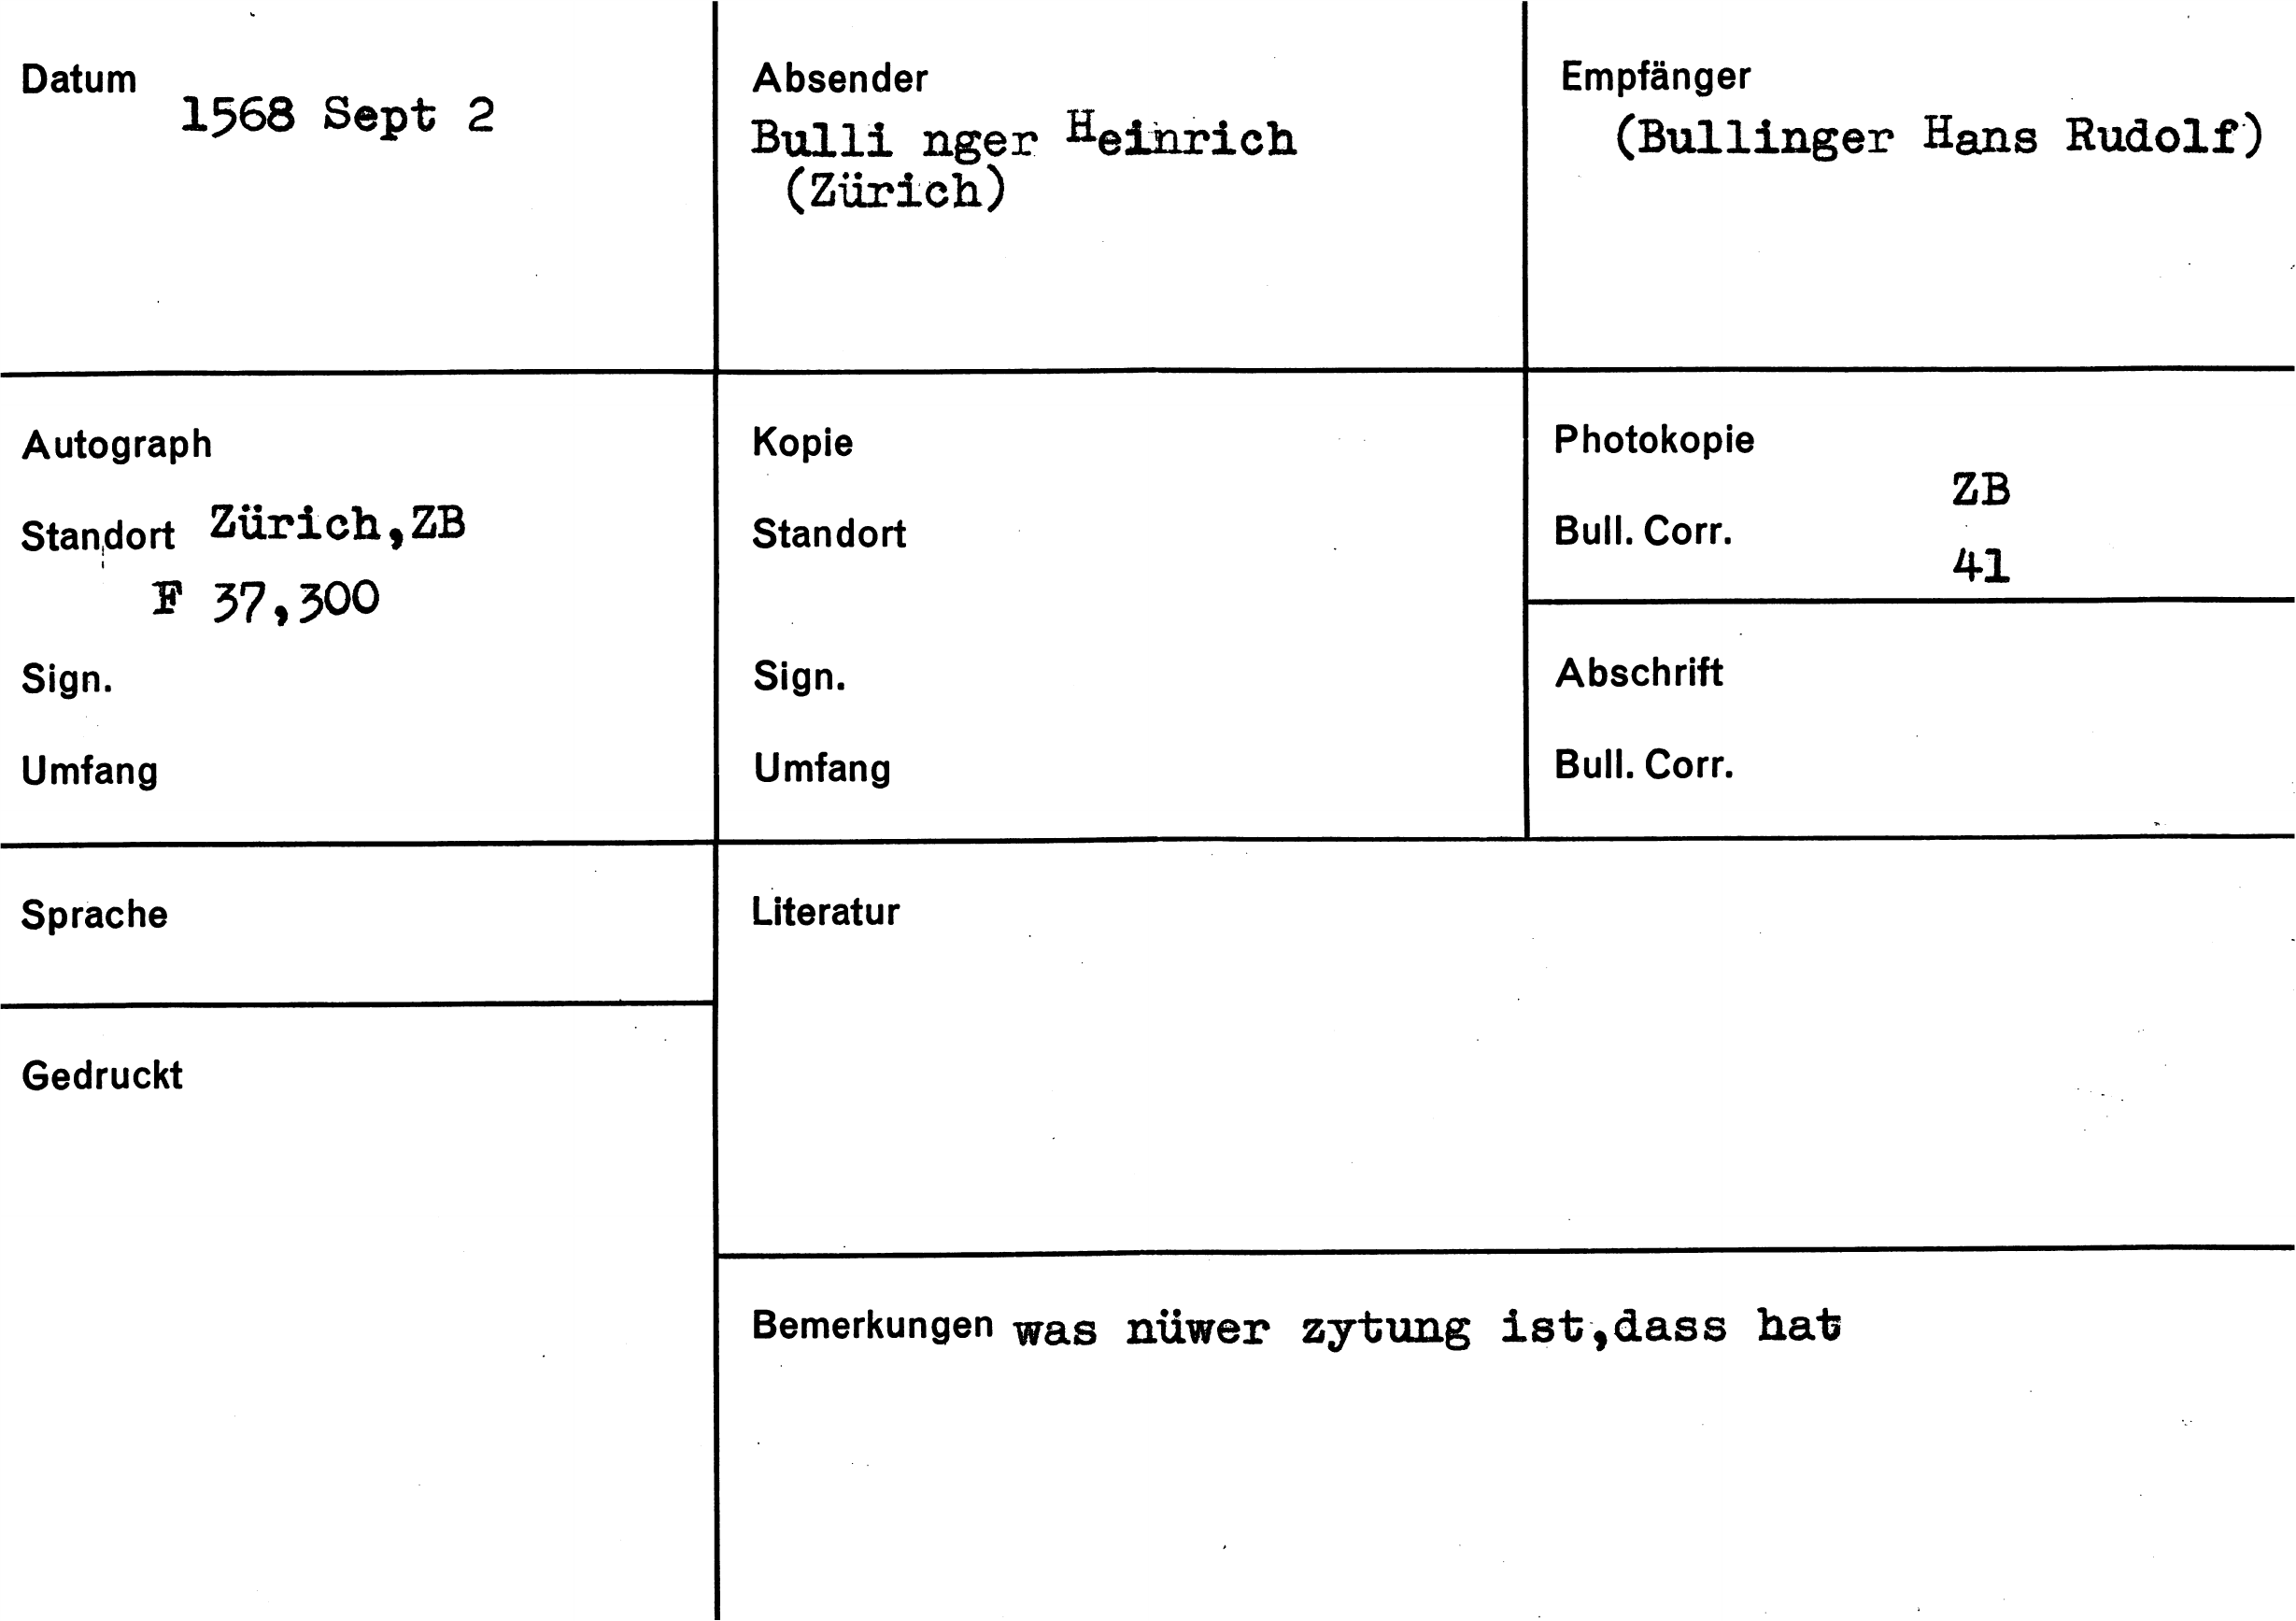 Datum
1568 Sept 2
Absender
Bulli nger Heinrich
(Zürich)
Empfänger
(Bullinger Hans Rudolf)
Autograph
Standort Zürich,ZB
F 37,300
Sign.
Umfang
Kopie
Standort
Sign.
Umfang
Photokopie
ZB
Bull. Corr.
41
Abschrift
Bull. Corr.
Sprache
Literatur
Gedruckt
Bemerkungen was nüwer zytung ist,dass hat